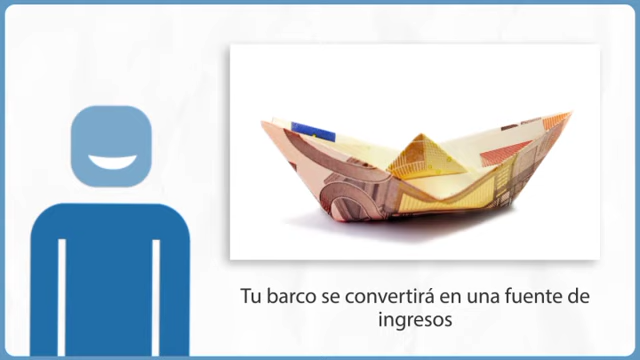 Tu barco se convertirá en una fuente de
ingresos